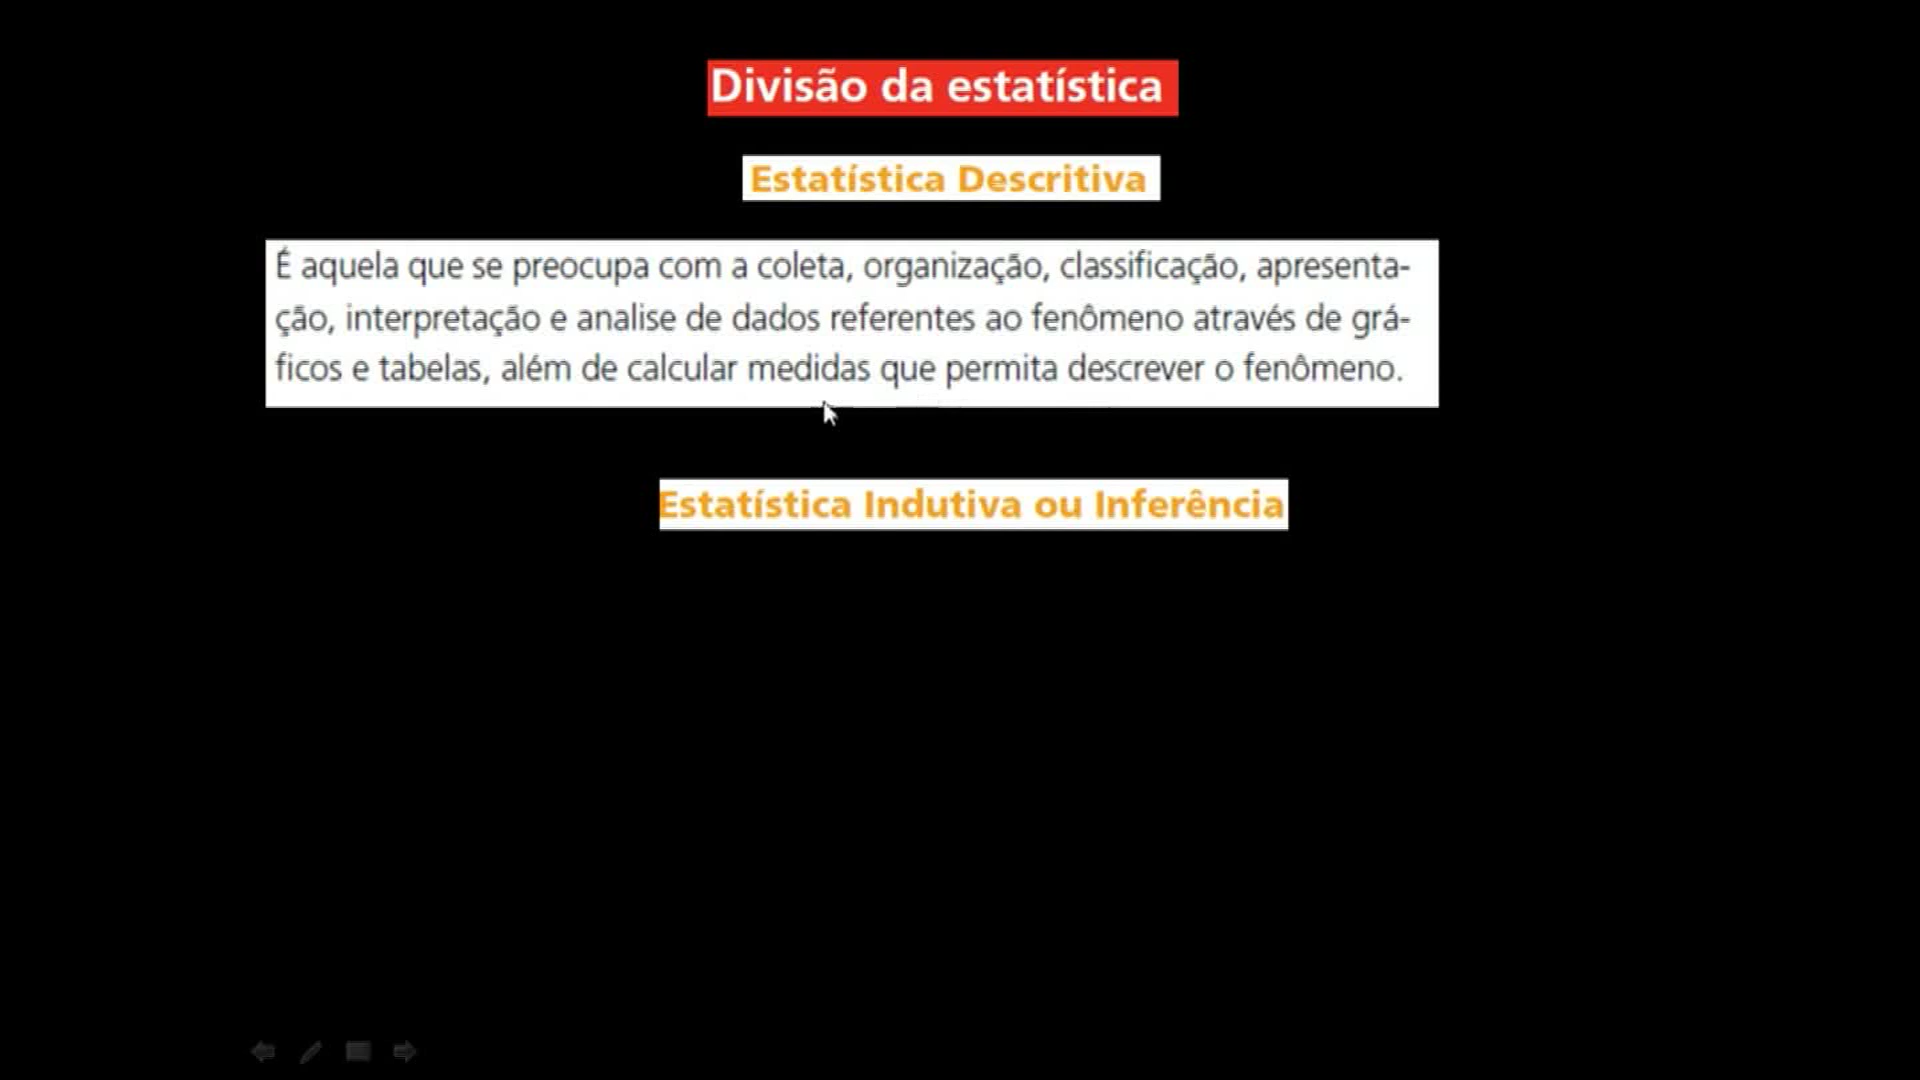 Divisão da estatística
Estatística Descritiva
É aquela que se preocupa com a coleta, organização, classificação, apresenta-
ção, interpretação e analise de dados referentes ao fenômeno através de grá-
ficos e tabelas, além de calcular medidas que permita descrever o fenômeno.
Estatística Indutiva ou Inferência